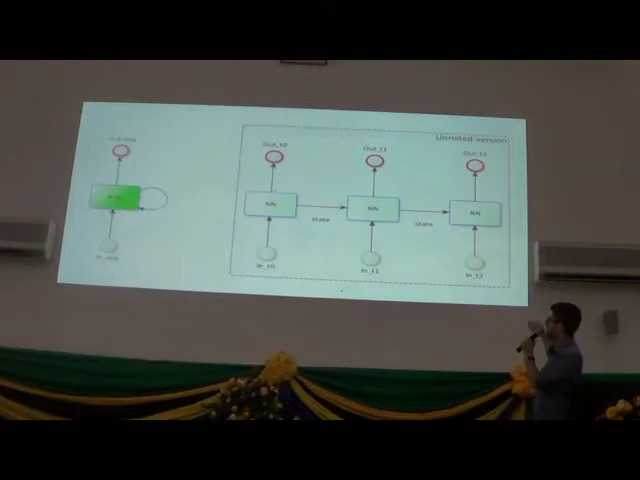 Unrolled version
Out_t0
Out_t1
Out_t2
NN
NN
NN
state
state
In_t0
In_t1
In_t2